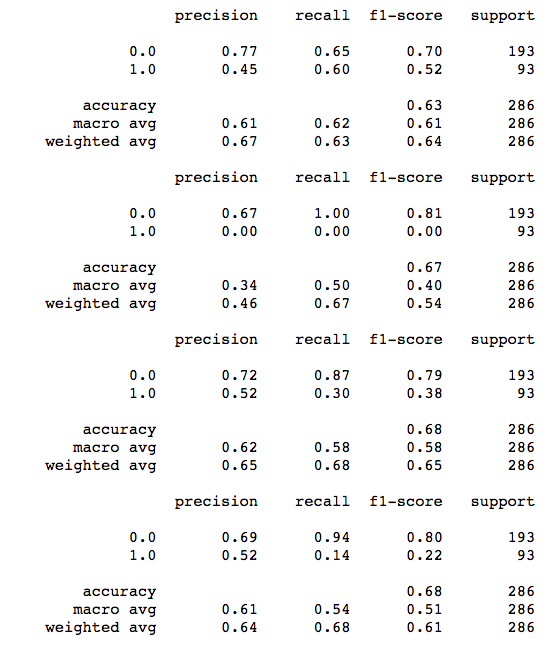 precision recall f1-score support
0.0 0.77 0.65 0.70 193
1.0 0.45 0.60 0.52 93
accuracy 0.63 286
macro avg 0.61 0.62 0.61 286
weighted avg 0.67 0.63 0.64 286
precision recall f1-score support
0.0 0.67 1.00 0.81 193
1.0 0.00 0.00 0.00 93
accuracy 0.67 286
macro avg 0.34 0.50 0.40 286
weighted avg 0.46 0.67 0.54 286
precision recall f1-score support
0.0 0.72 0.87 0.79 193
1.0 0.52 0.30 0.38 93
accuracy 0.68 286
macro avg 0.62 0.58 0.58 286
weighted avg 0.65 0.68 0.65 286
precision recall f1-score support
0.0 0.69 0.94 0.80 193
1.0 0.52 0.14 0.22 93
accuracy 0.68 286
macro avg 0.61 0.54 0.51 286
weighted avg 0.64 0.68 0.61 286